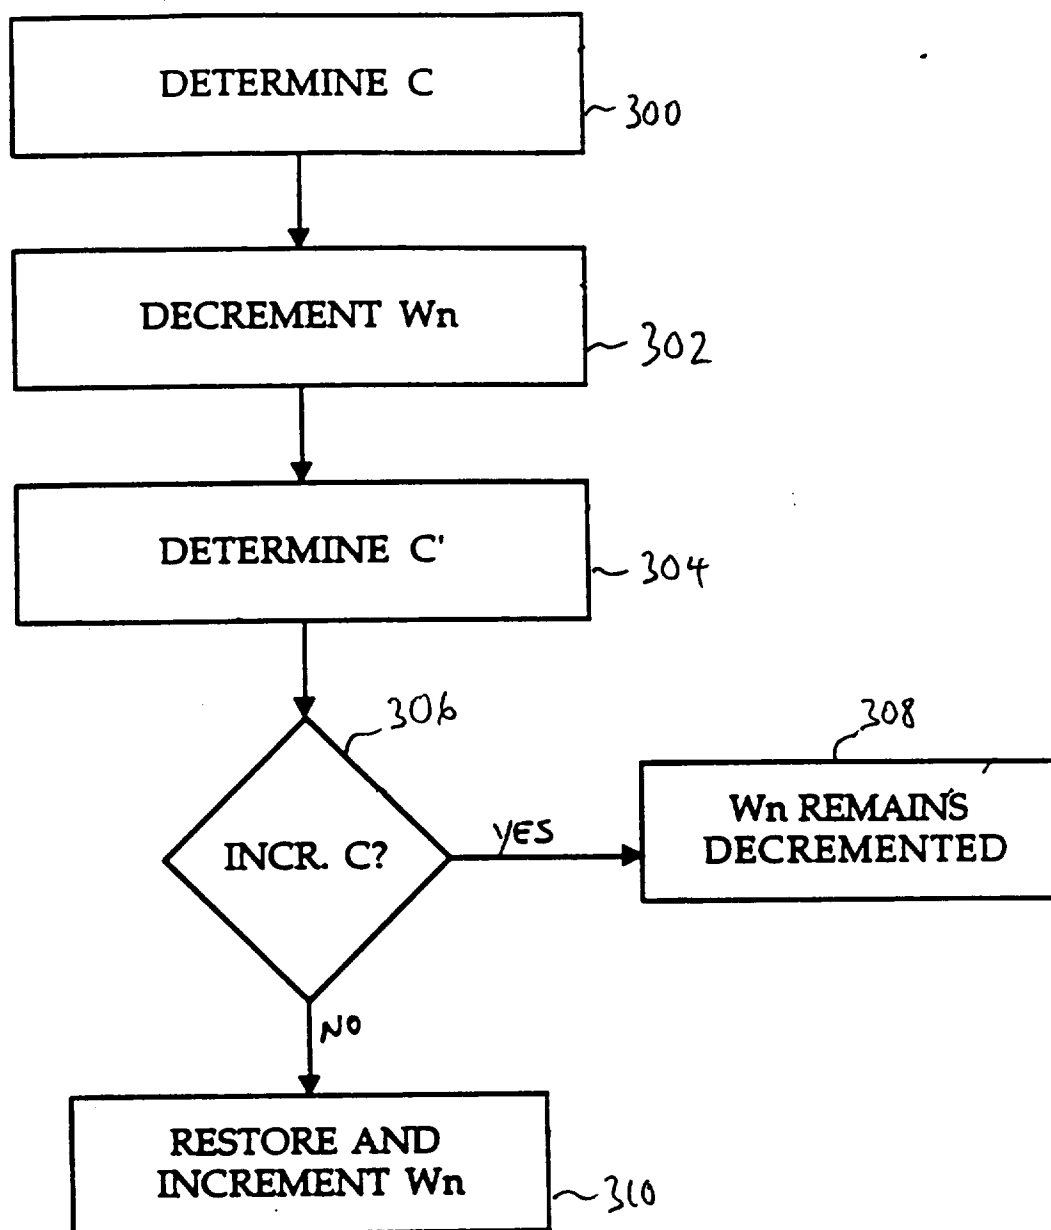 DETERMINE C
300
DECREMENT Wn
302
DETERMINE C'
304
306
INCR. C?
YES
308
Wn REMAINS
DECREMENTED
NO
RESTORE AND
INCREMENT Wn
310